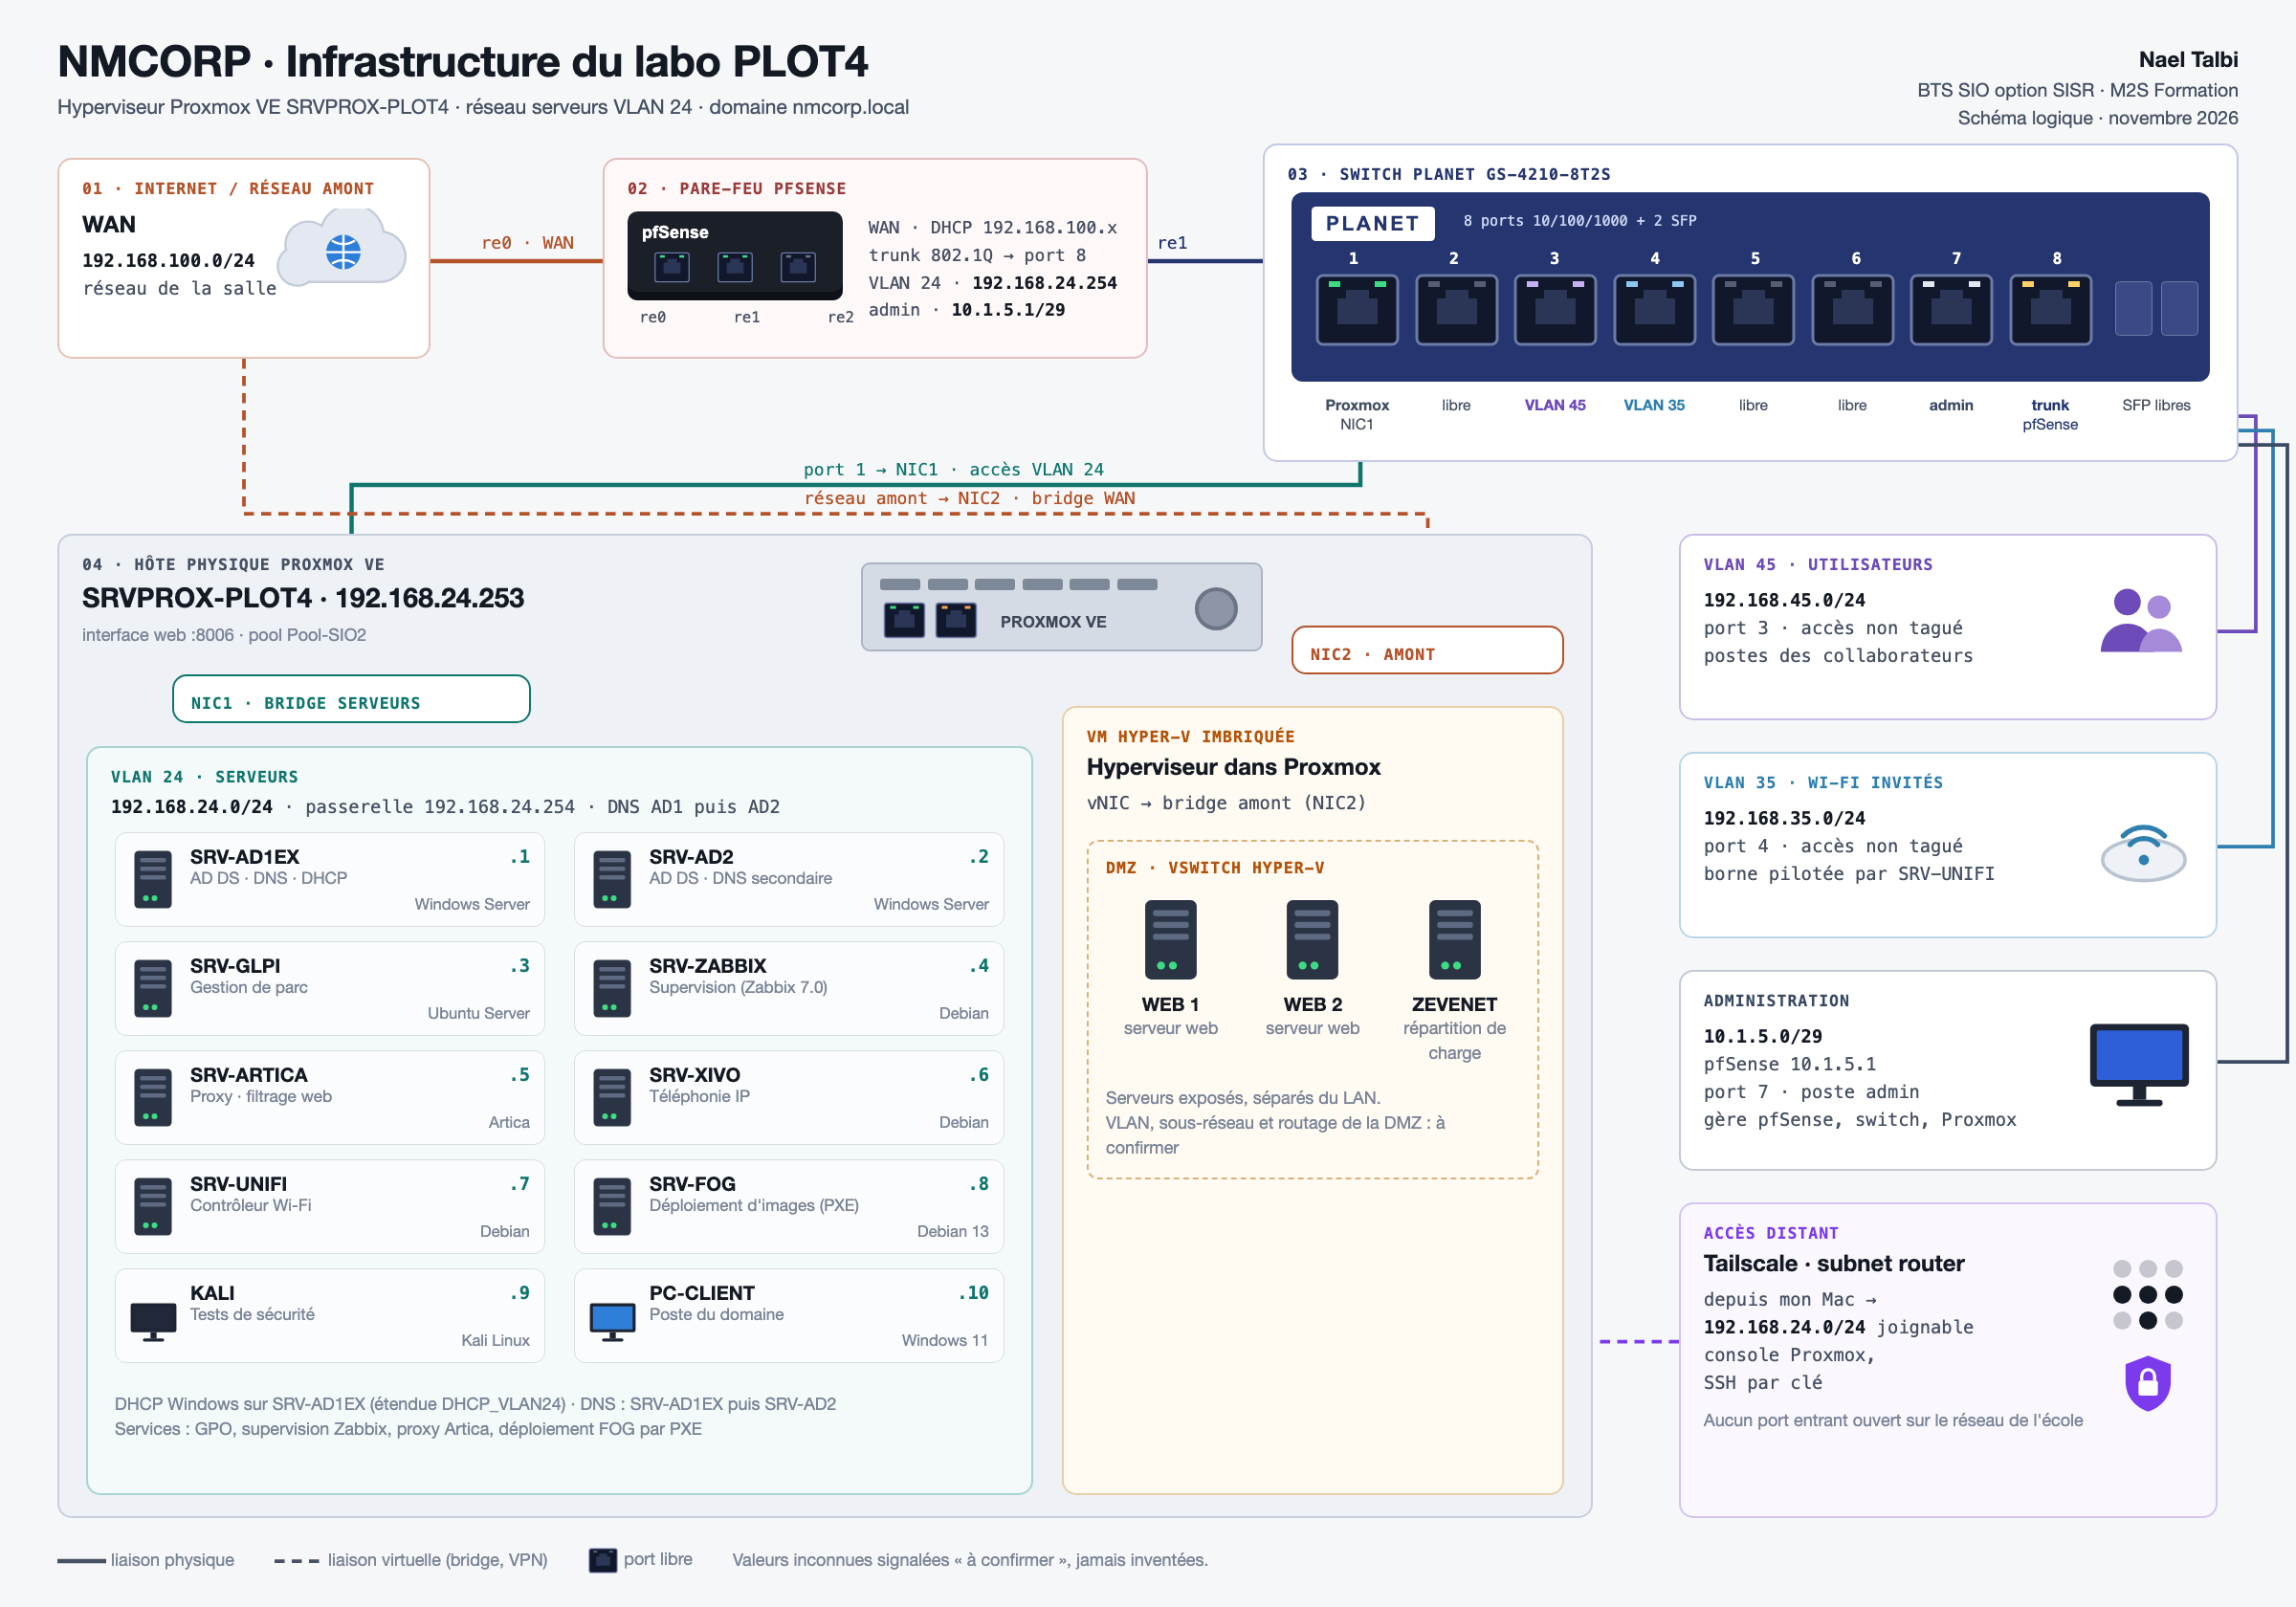 NMCORP · Infrastructure du labo PLOT4
Hyperviseur Proxmox VE SRVPROX-PLOT4 · réseau serveurs VLAN 24 · domaine nmcorp.local
Nael Talbi
BTS SIO option SISR · M2S Formation
Schéma logique · novembre 2026
01 · INTERNET / RÉSEAU AMONT
WAN
192.168.100.0/24
réseau de la salle
re0 · WAN
02 · PARE-FEU PFSENSE
pfSense
re0 re1 re2
WAN · DHCP 192.168.100.x
trunk 802.1Q → port 8
VLAN 24 · 192.168.24.254
admin · 10.1.5.1/29
re1
03 · SWITCH PLANET GS-4210-8T2S
PLANET
8 ports 10/100/1000 + 2 SFP
1 2 3 4 5 6 7 8
Proxmox libre VLAN 45 VLAN 35 libre libre admin trunk SFP libres
NIC1 pfSense
port 1 → NIC1 · accès VLAN 24
réseau amont → NIC2 · bridge WAN
04 · HÔTE PHYSIQUE PROXMOX VE
SRVPROX-PLOT4 · 192.168.24.253
interface web :8006 · pool Pool-SIO2
PROXMOX VE
NIC2 · AMONT
NIC1 · BRIDGE SERVEURS
VLAN 24 · SERVEURS
192.168.24.0/24 · passerelle 192.168.24.254 · DNS AD1 puis AD2
SRV-AD1EX .1
AD DS · DNS · DHCP
Windows Server
SRV-AD2 .2
AD DS · DNS secondaire
Windows Server
SRV-GLPI .3
Gestion de parc
Ubuntu Server
SRV-ZABBIX .4
Supervision (Zabbix 7.0)
Debian
SRV-ARTICA .5
Proxy · filtrage web
Artica
SRV-XIVO .6
Téléphonie IP
Debian
SRV-UNIFI .7
Contrôleur Wi-Fi
Debian
SRV-FOG .8
Déploiement d'images (PXE)
Debian 13
KALI .9
Tests de sécurité
Kali Linux
PC-CLIENT .10
Poste du domaine
Windows 11
DHCP Windows sur SRV-AD1EX (étendue DHCP_VLAN24) · DNS : SRV-AD1EX puis SRV-AD2
Services : GPO, supervision Zabbix, proxy Artica, déploiement FOG par PXE
VM HYPER-V IMBRIQUÉE
Hyperviseur dans Proxmox
vNIC → bridge amont (NIC2)
DMZ · VSWITCH HYPER-V
WEB 1
serveur web
WEB 2
serveur web
ZEVENET
répartition de
charge
Serveurs exposés, séparés du LAN.
VLAN, sous-réseau et routage de la DMZ : à
confirmer
VLAN 45 · UTILISATEURS
192.168.45.0/24
port 3 · accès non tagué
postes des collaborateurs
VLAN 35 · WI-FI INVITÉS
192.168.35.0/24
port 4 · accès non tagué
borne pilotée par SRV-UNIFI
ADMINISTRATION
10.1.5.0/29
pfSense 10.1.5.1
port 7 · poste admin
gère pfSense, switch, Proxmox
ACCÈS DISTANT
Tailscale · subnet router
depuis mon Mac →
192.168.24.0/24 joignable
console Proxmox,
SSH par clé
Aucun port entrant ouvert sur le réseau de l'école
liaison physique
liaison virtuelle (bridge, VPN)
port libre
Valeurs inconnues signalées « à confirmer », jamais inventées.